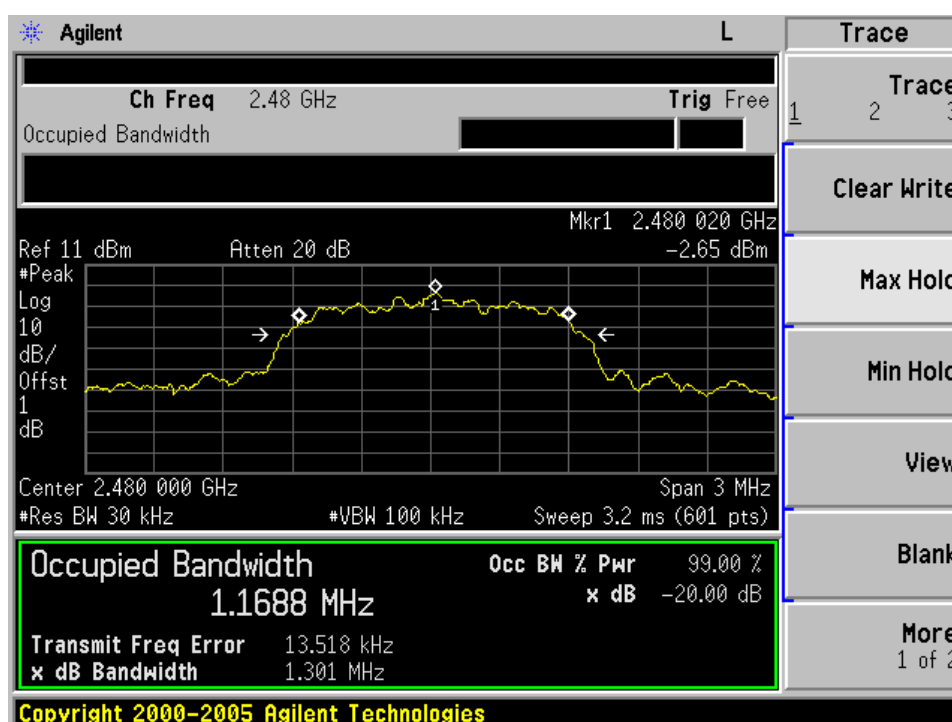 Agilent
L
Trace
Ch Freq 2.48 GHz
Trig Free
Occupied Bandwidth
Mkr1 2.480 020 GHz
Ref 11 dBm Atten 20 dB -2.65 dBm
#Peak
Log
10
dB/
Offst
1
dB
1
Center 2.480 000 GHz
Span 3 MHz
#Res BW 30 kHz #VBW 100 kHz Sweep 3.2 ms (601 pts)
Occupied Bandwidth
1.1688 MHz
Occ BW % Pwr 99.00 %
x dB -20.00 dB
Transmit Freq Error 13.518 kHz
x dB Bandwidth 1.301 MHz
Copyright 2000-2005 Agilent Technologies
Trace
1 2 3
Clear Write
Max Hold
Min Hold
View
Blank
More
1 of 2